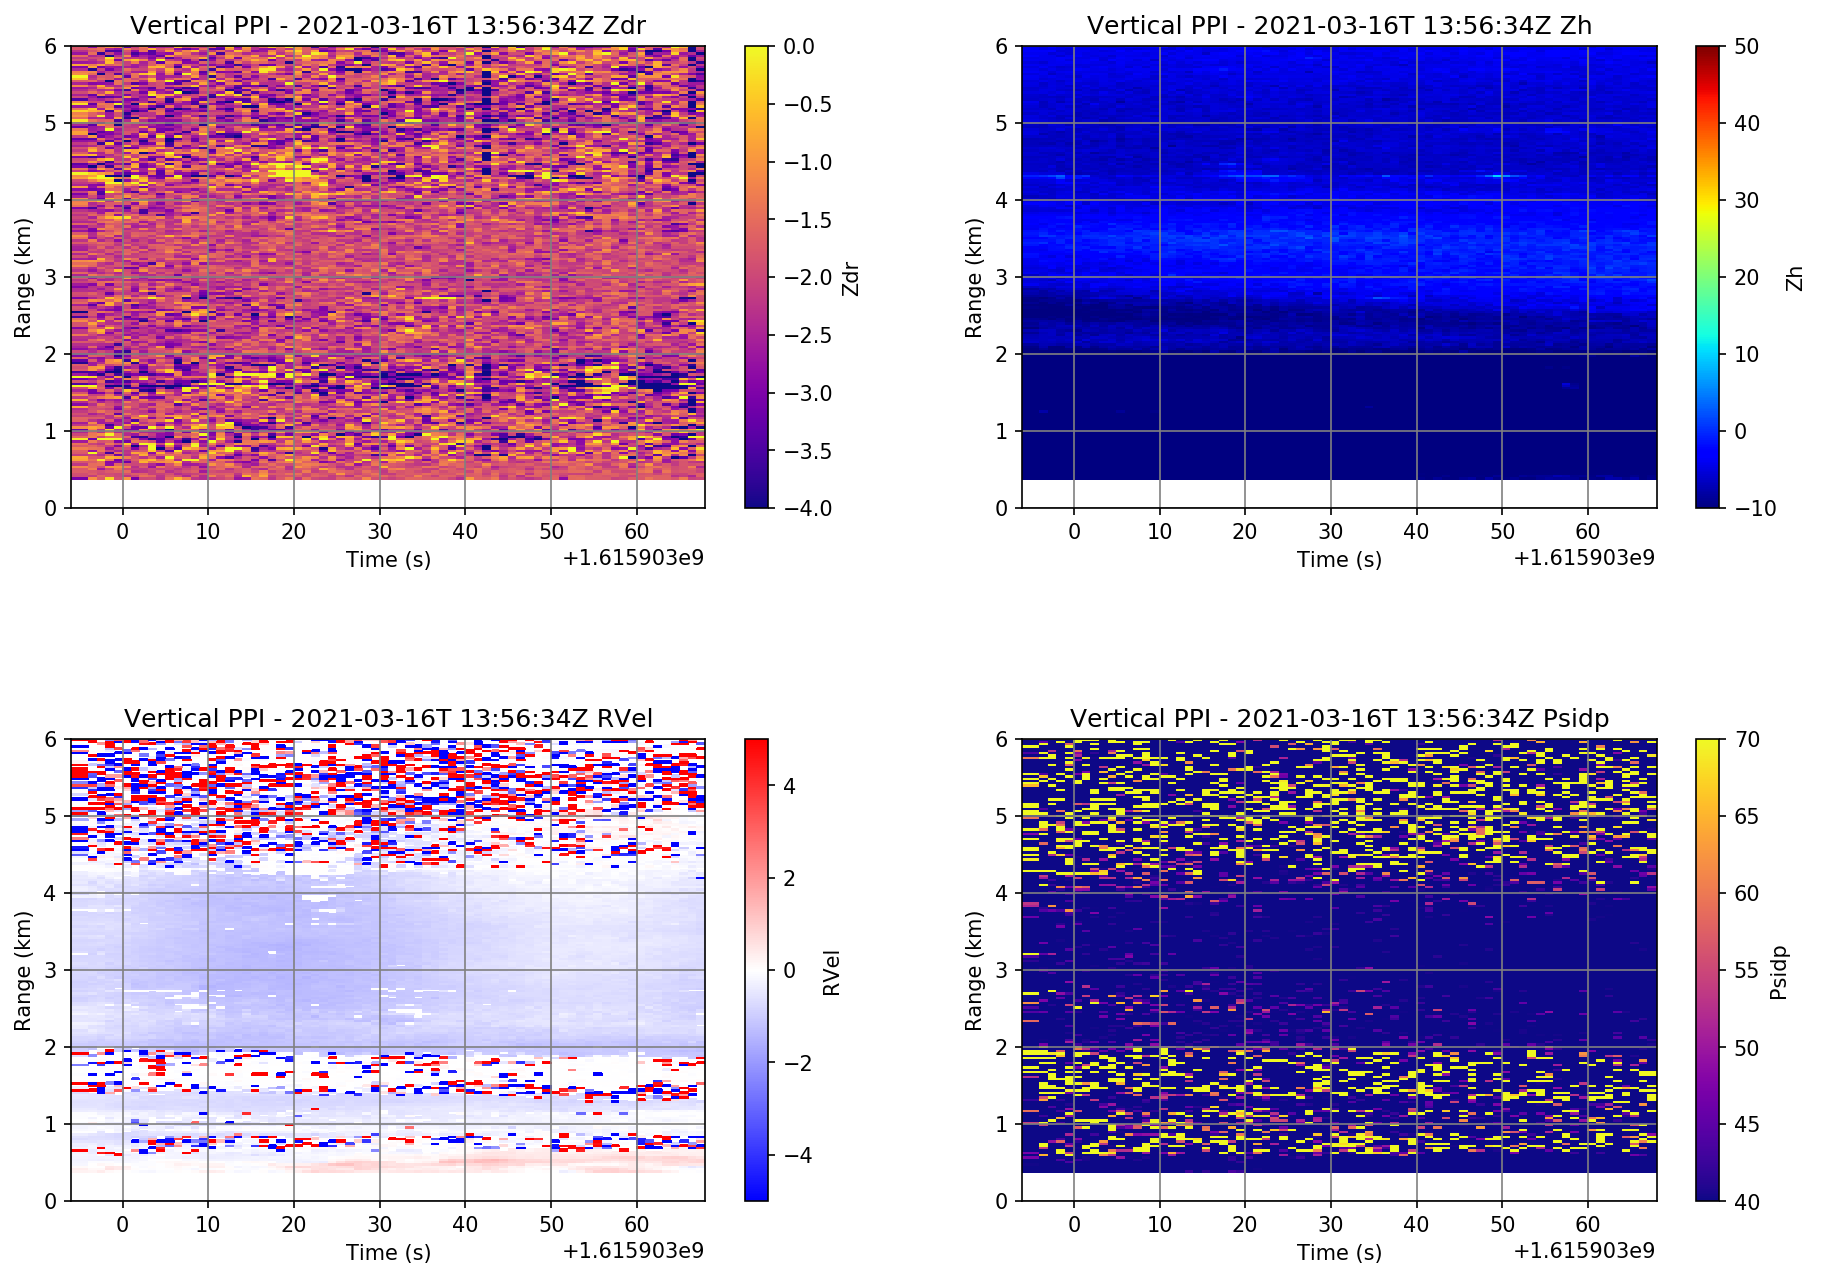 Vertical PPI - 2021-03-16T 13:56:34Z Zdr
6
5
4
3
2
1
0
Range (km)
0 10 20 30 40 50 60
Time (s)
+1.615903e9
0.0
−0.5
−1.0
−1.5
−2.0
−2.5
−3.0
−3.5
−4.0
Zdr
Vertical PPI - 2021-03-16T 13:56:34Z Zh
6
5
4
3
2
1
0
Range (km)
0 10 20 30 40 50 60
Time (s)
+1.615903e9
50
40
30
20
10
0
−10
Zh
Vertical PPI - 2021-03-16T 13:56:34Z RVel
6
5
4
3
2
1
0
Range (km)
0 10 20 30 40 50 60
Time (s)
+1.615903e9
4
2
0
−2
−4
RVel
Vertical PPI - 2021-03-16T 13:56:34Z Psidp
6
5
4
3
2
1
0
Range (km)
0 10 20 30 40 50 60
Time (s)
+1.615903e9
70
65
60
55
50
45
40
Psidp